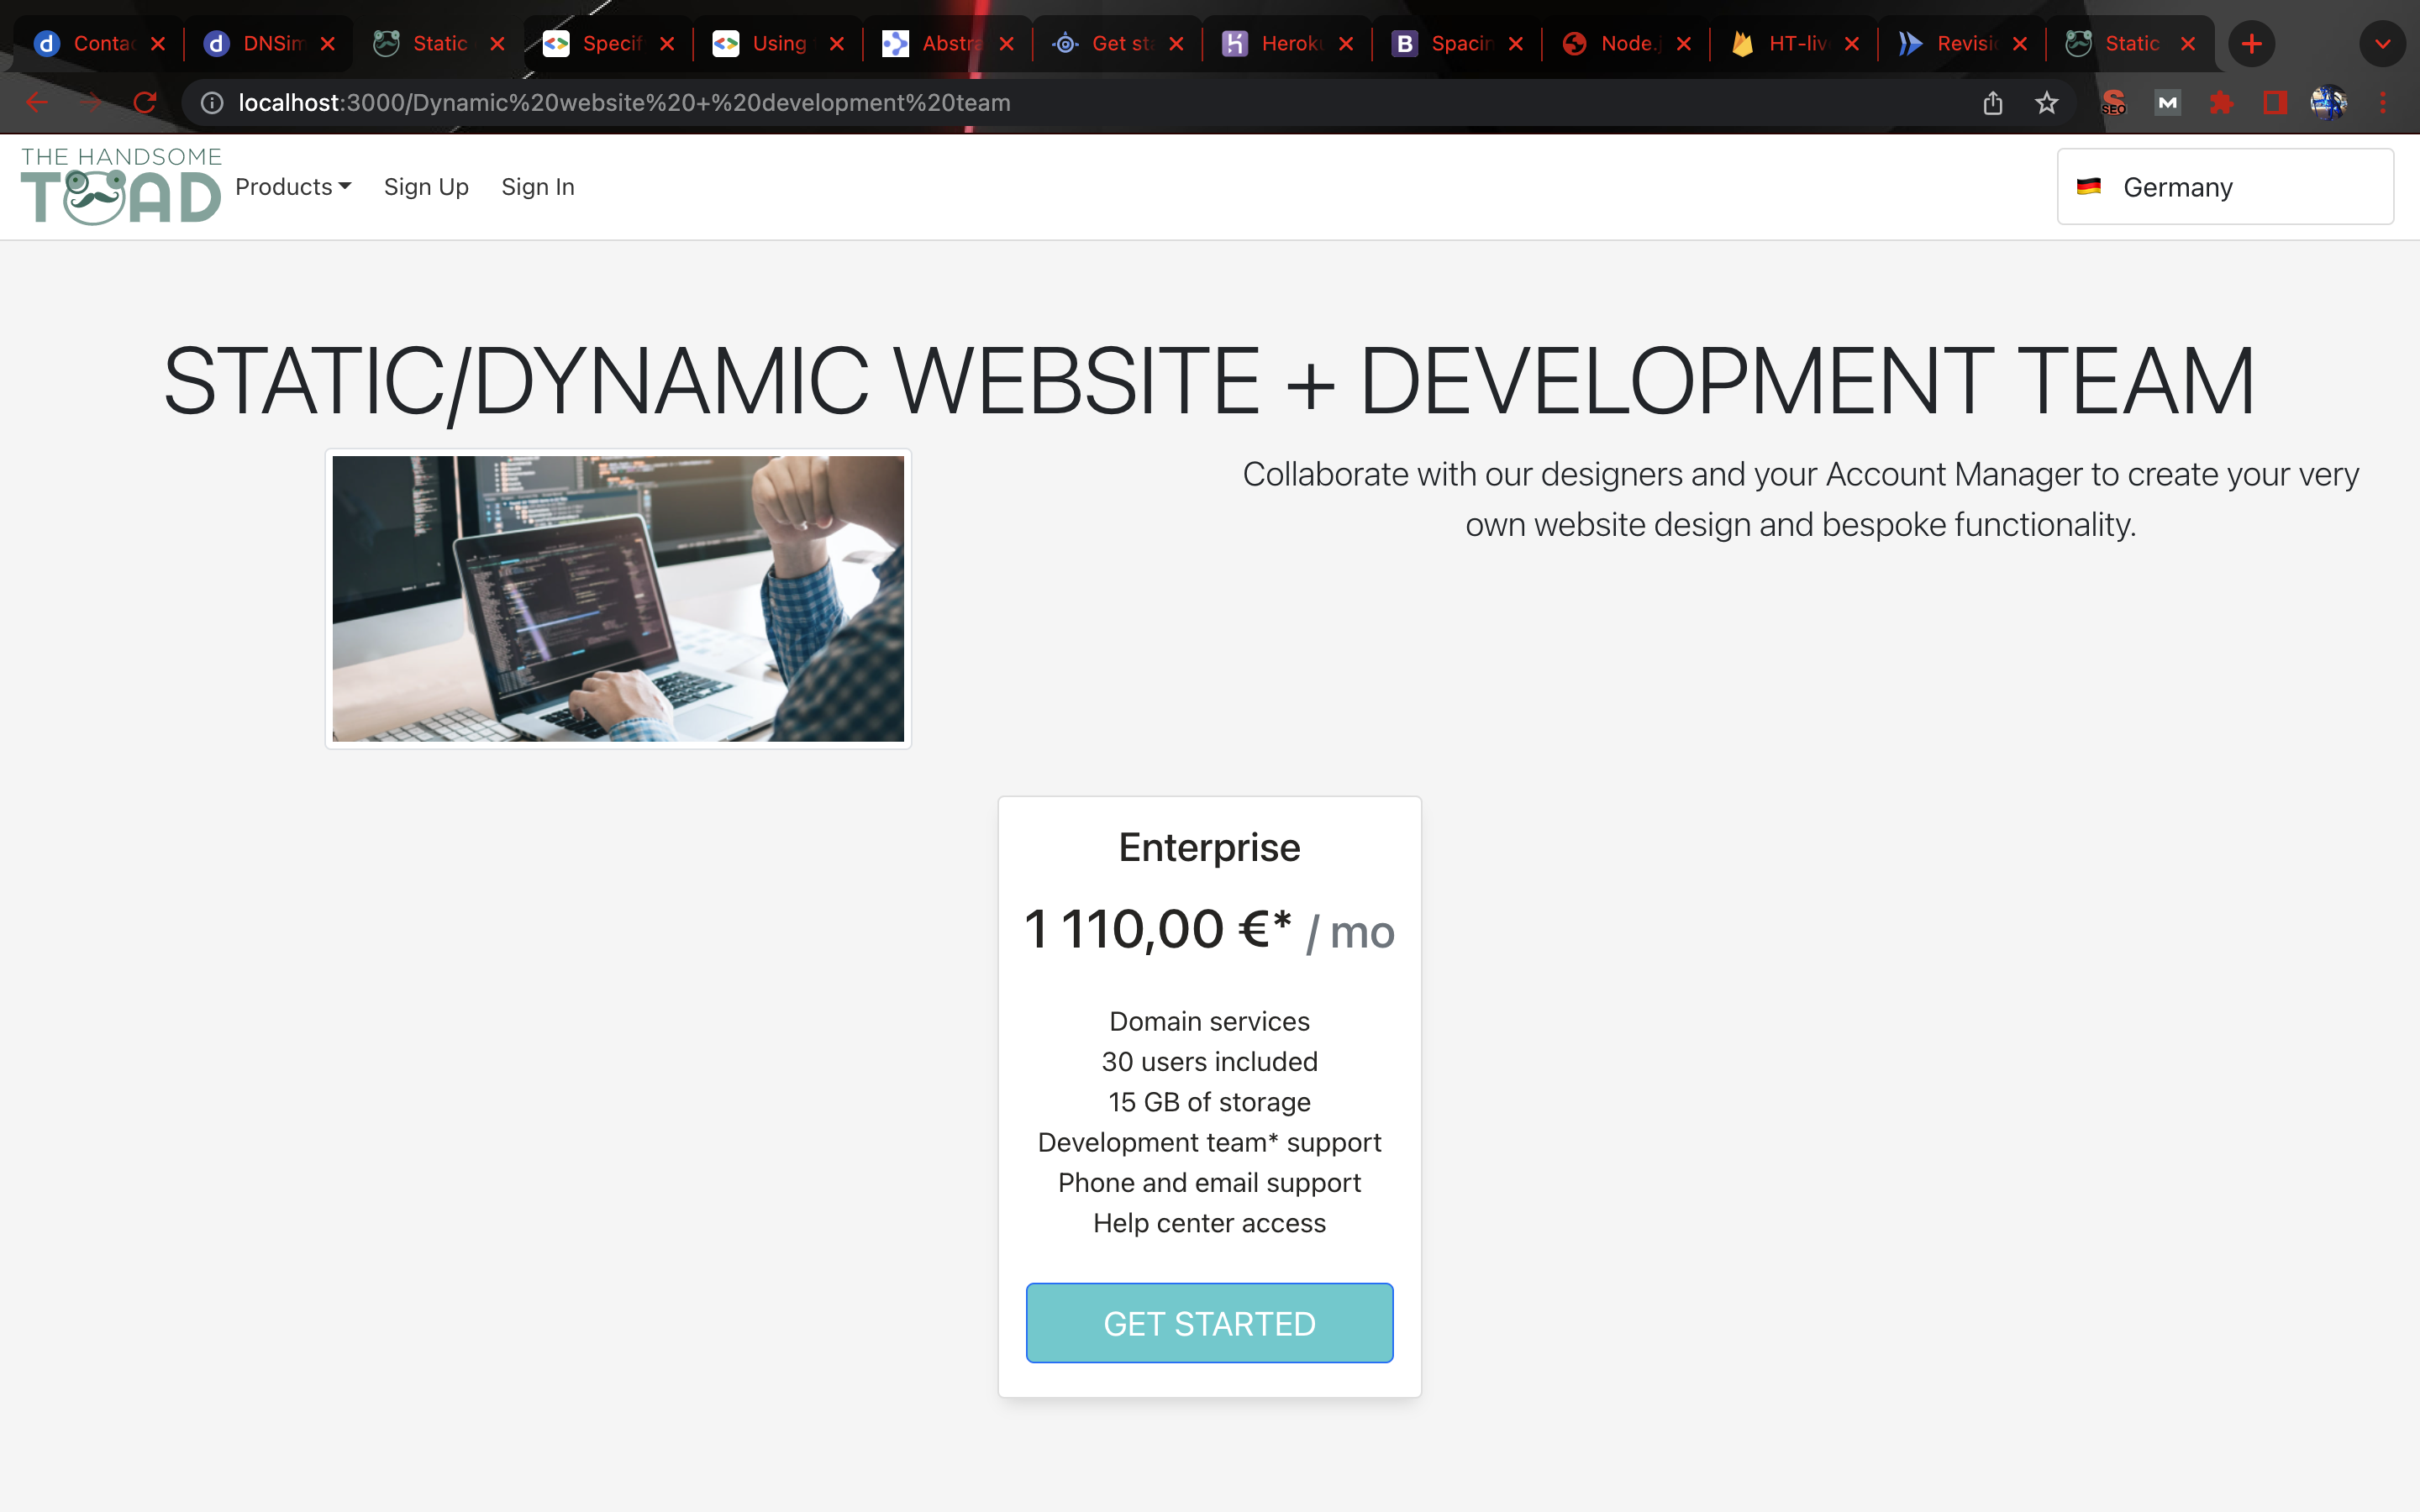 Conta
DNSim
Static
Specif
Using
Abstra
Get sta
Heroku
Spacin
Node.j
HT-liv
Revisio
Static
localhost:3000/Dynamic%20website%20+%20development%20team
SEO
THE HANDSOME
TOAD
Products
Sign Up
Sign In
Germany
STATIC/DYNAMIC WEBSITE + DEVELOPMENT TEAM
Collaborate with our designers and your Account Manager to create your very
own website design and bespoke functionality.
Enterprise
1 110,00 €* / mo
Domain services
30 users included
15 GB of storage
Development team* support
Phone and email support
Help center access
GET STARTED